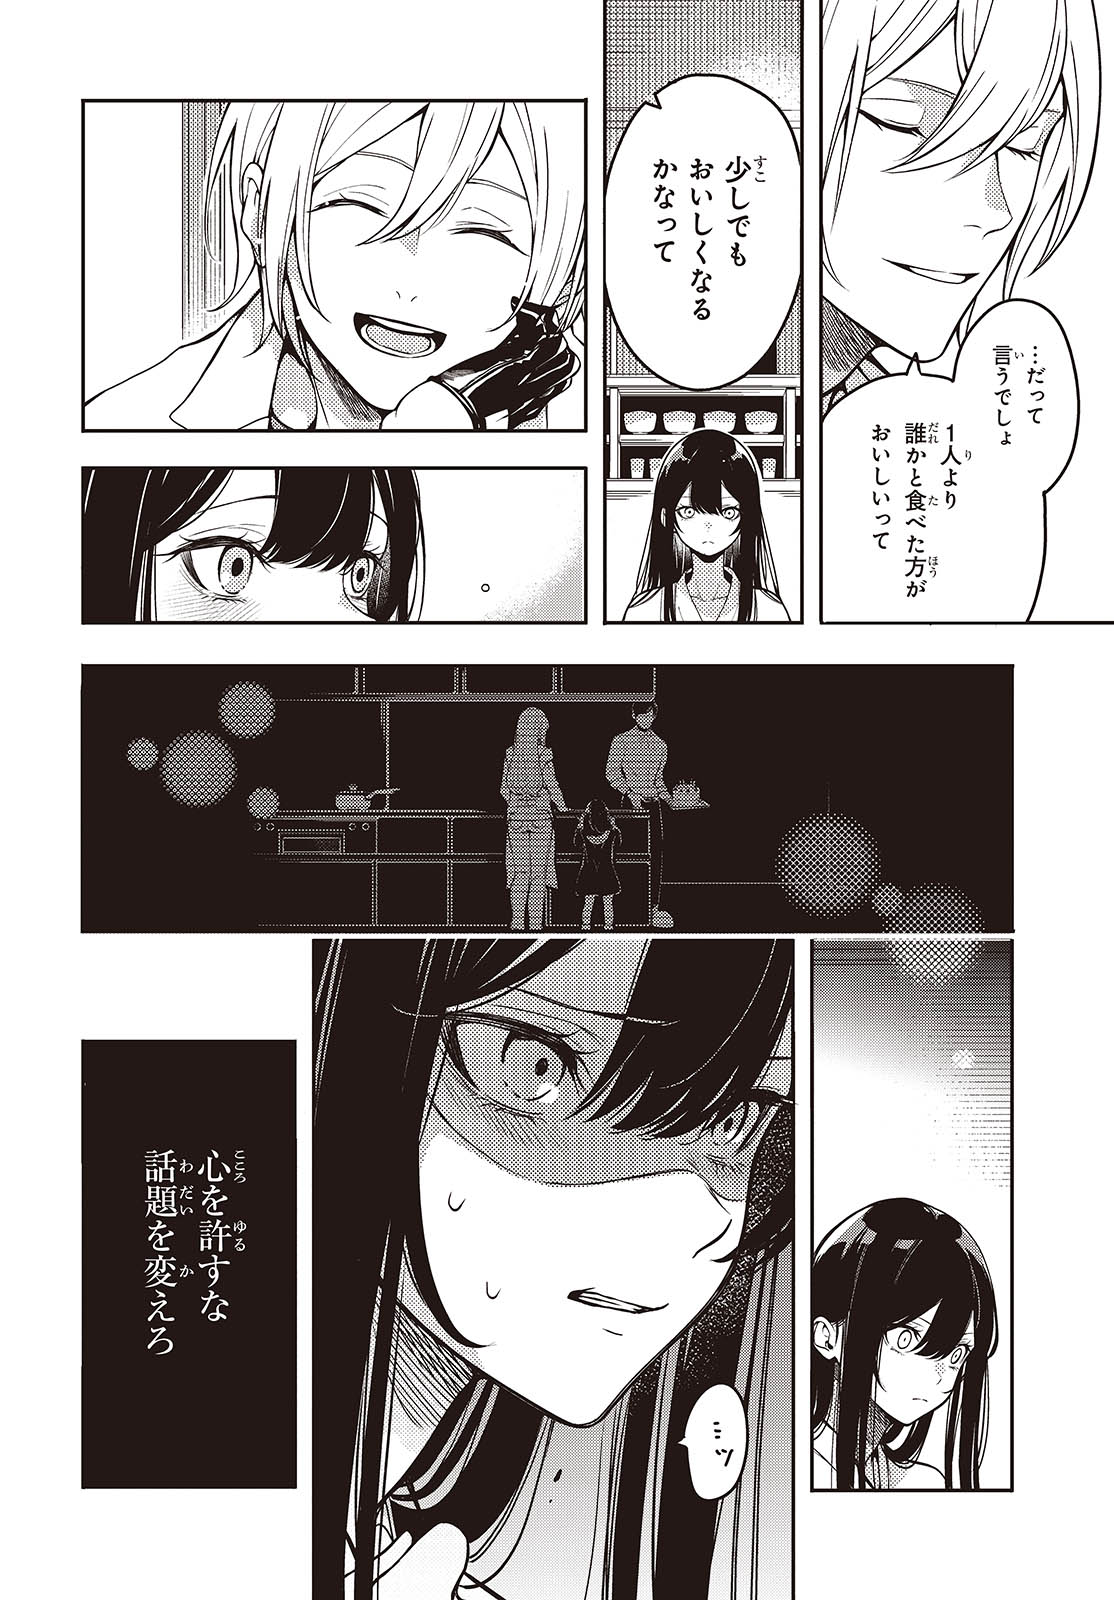 …だって
言うでしょ
1人より
誰かと食べた方が
おいしいって
少しでも
おいしくなる
かなって
。
…ッ
心を許すな
話題を変えろ